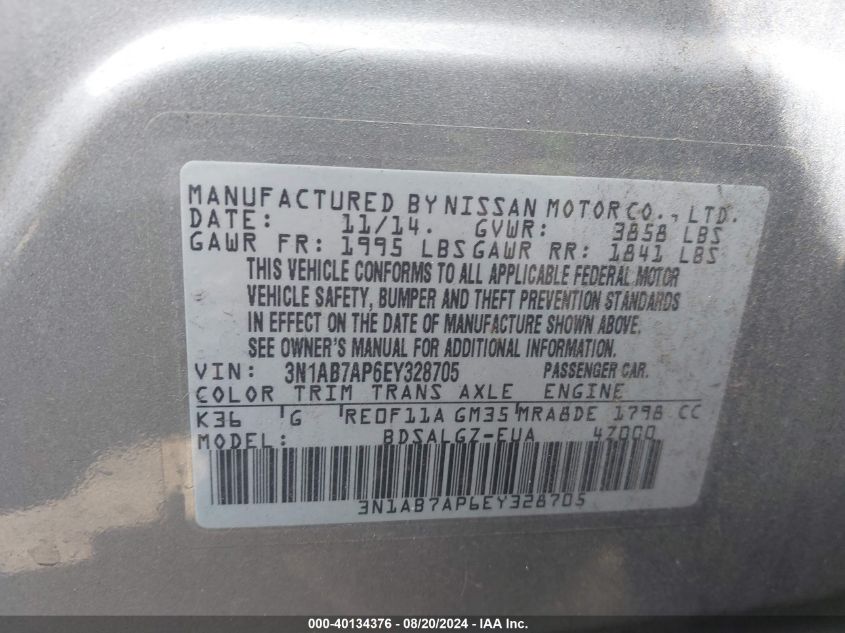 MANUFACTURED BY NISSAN MOTOR CO., LTD.
DATE: 11/14. GVWR: 3858 LBS
GAWR FR: 1995 LBS GAWR RR: 1841 LBS
THIS VEHICLE CONFORMS TO ALL APPLICABLE FEDERAL MOTOR
VEHICLE SAFETY, BUMPER AND THEFT PREVENTION STANDARDS
IN EFFECT ON THE DATE OF MANUFACTURE SHOWN ABOVE.
SEE OWNER'S MANUAL FOR ADDITIONAL INFORMATION.
VIN: 3N1AB7AP6EY328705 PASSENGER CAR.
COLOR TRIM TRANS AXLE ENGINE
K36 G RE0F11A GM35 MRA8DE 1798 CC
MODEL: BDSALGZ-EUA 47000
3N1AB7AP6EY328705
000-40134376 - 08/20/2024 - IAA Inc.